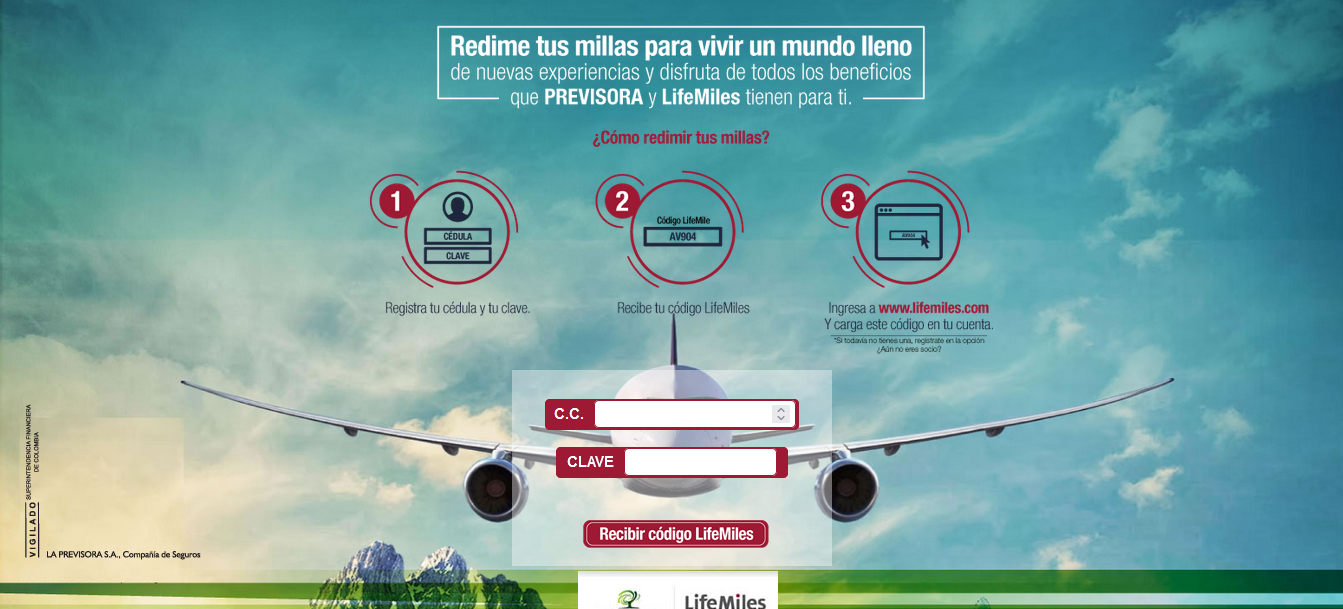 Redime tus millas para vivir un mundo lleno
de nuevas experiencias y disfruta de todos los beneficios
que PREVISORA y LifeMiles tienen para ti.
¿Cómo redimir tus millas?
1
CÉDULA
CLAVE
Registra tu cédula y tu clave.
2
Código LifeMile
AV904
Recibe tu código LifeMiles
3
AV904
Ingresa a www.lifemiles.com
Y carga este código en tu cuenta.
*Si todavía no tienes una, regístrate en la opción
¿Aún no eres socio?
C.C.
CLAVE
Recibir código LifeMiles
VIGILADO
SUPERINTENDENCIA FINANCIERA
DE COLOMBIA
LA PREVISORA S.A., Compañía de Seguros
LifeMiles